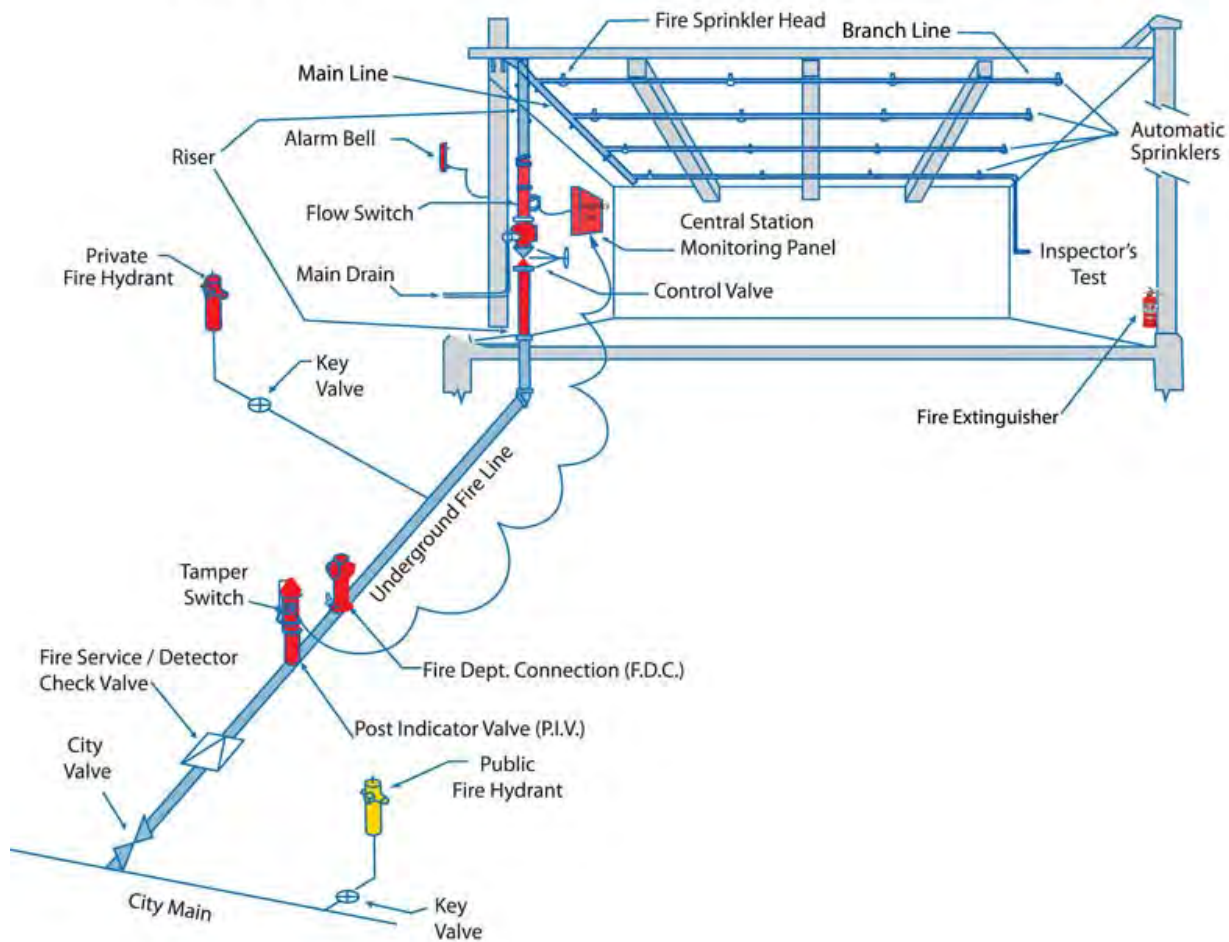 Fire Sprinkler Head
Branch Line
Main Line
Alarm Bell
Riser
Automatic
Sprinklers
Flow Switch
Central Station
Monitoring Panel
Private
Fire Hydrant
Main Drain
Control Valve
Inspector's
Test
Key
Valve
Fire Extinguisher
Underground Fire Line
Tamper
Switch
Fire Service / Detector
Check Valve
Fire Dept. Connection (F.D.C.)
Post Indicator Valve (P.I.V.)
City
Valve
Public
Fire Hydrant
City Main
Key
Valve